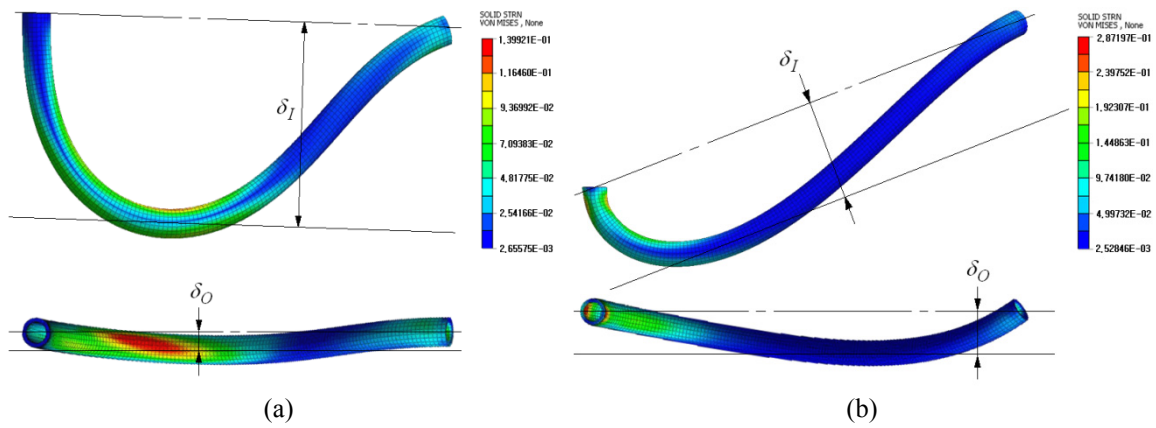 SOLID STRN
VON MISES , None
1,39921E-01
1,16460E-01
9,36992E-02
7,09383E-02
4,81775E-02
2,54166E-02
2,65575E-03
δI
δO
(a)
SOLID STRN
VON MISES , None
2,87197E-01
2,39752E-01
1,92307E-01
1,44863E-01
9,74180E-02
4,99732E-02
2,52846E-03
δI
δO
(b)